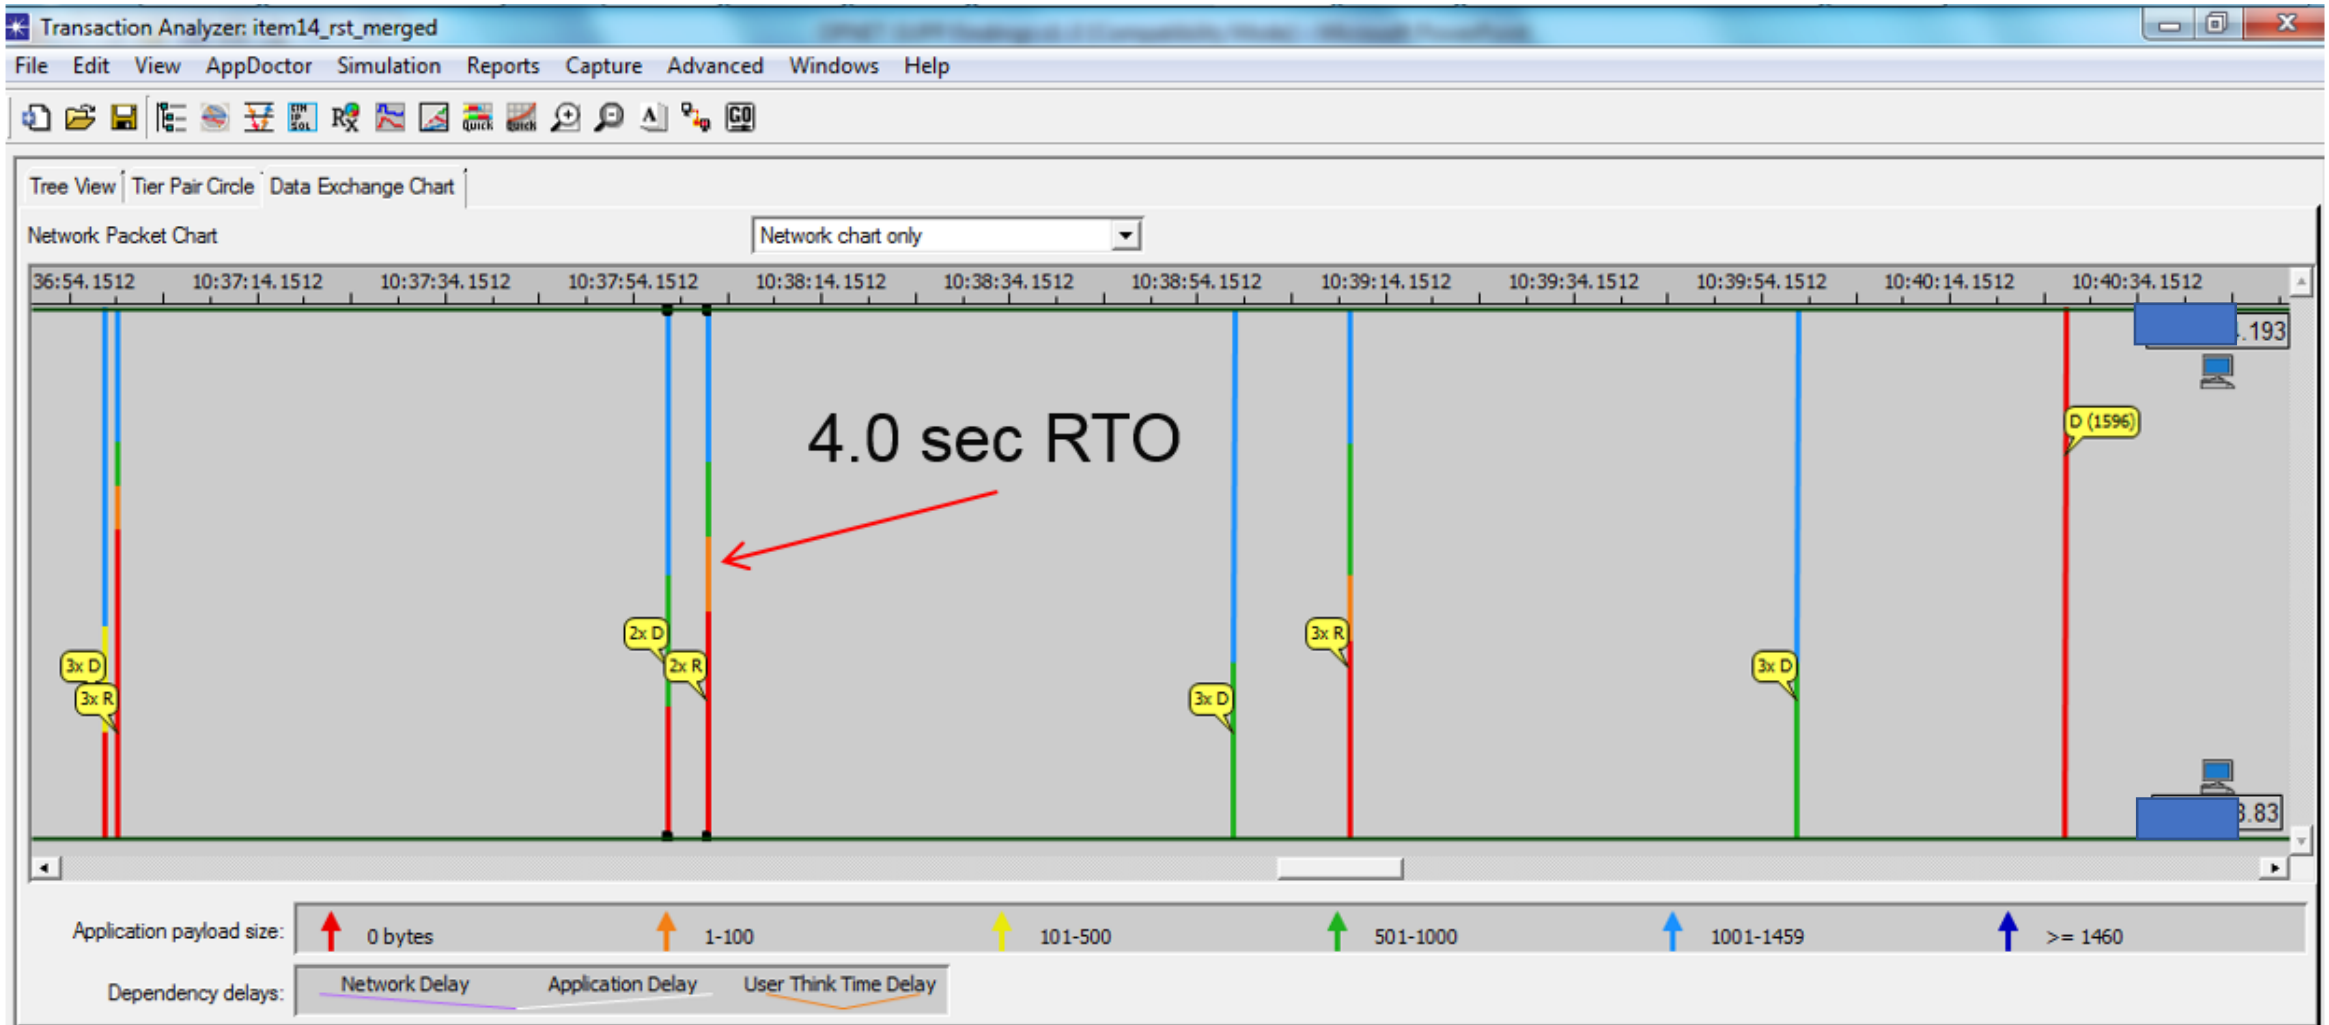 Transaction Analyzer: item14_rst_merged
File Edit View AppDoctor Simulation Reports Capture Advanced Windows Help
Tree View Tier Pair Circle Data Exchange Chart
Network Packet Chart Network chart only
36:54.1512 10:37:14.1512 10:37:34.1512 10:37:54.1512 10:38:14.1512 10:38:34.1512 10:38:54.1512 10:39:14.1512 10:39:34.1512 10:39:54.1512 10:40:14.1512 10:40:34.1512
.193
D (1596)
4.0 sec RTO
2x D
3x R
3x D
2x R
3x D
3x R
3x D
3.83
Application payload size: 0 bytes 1-100 101-500 501-1000 1001-1459 >= 1460
Dependency delays: Network Delay Application Delay User Think Time Delay